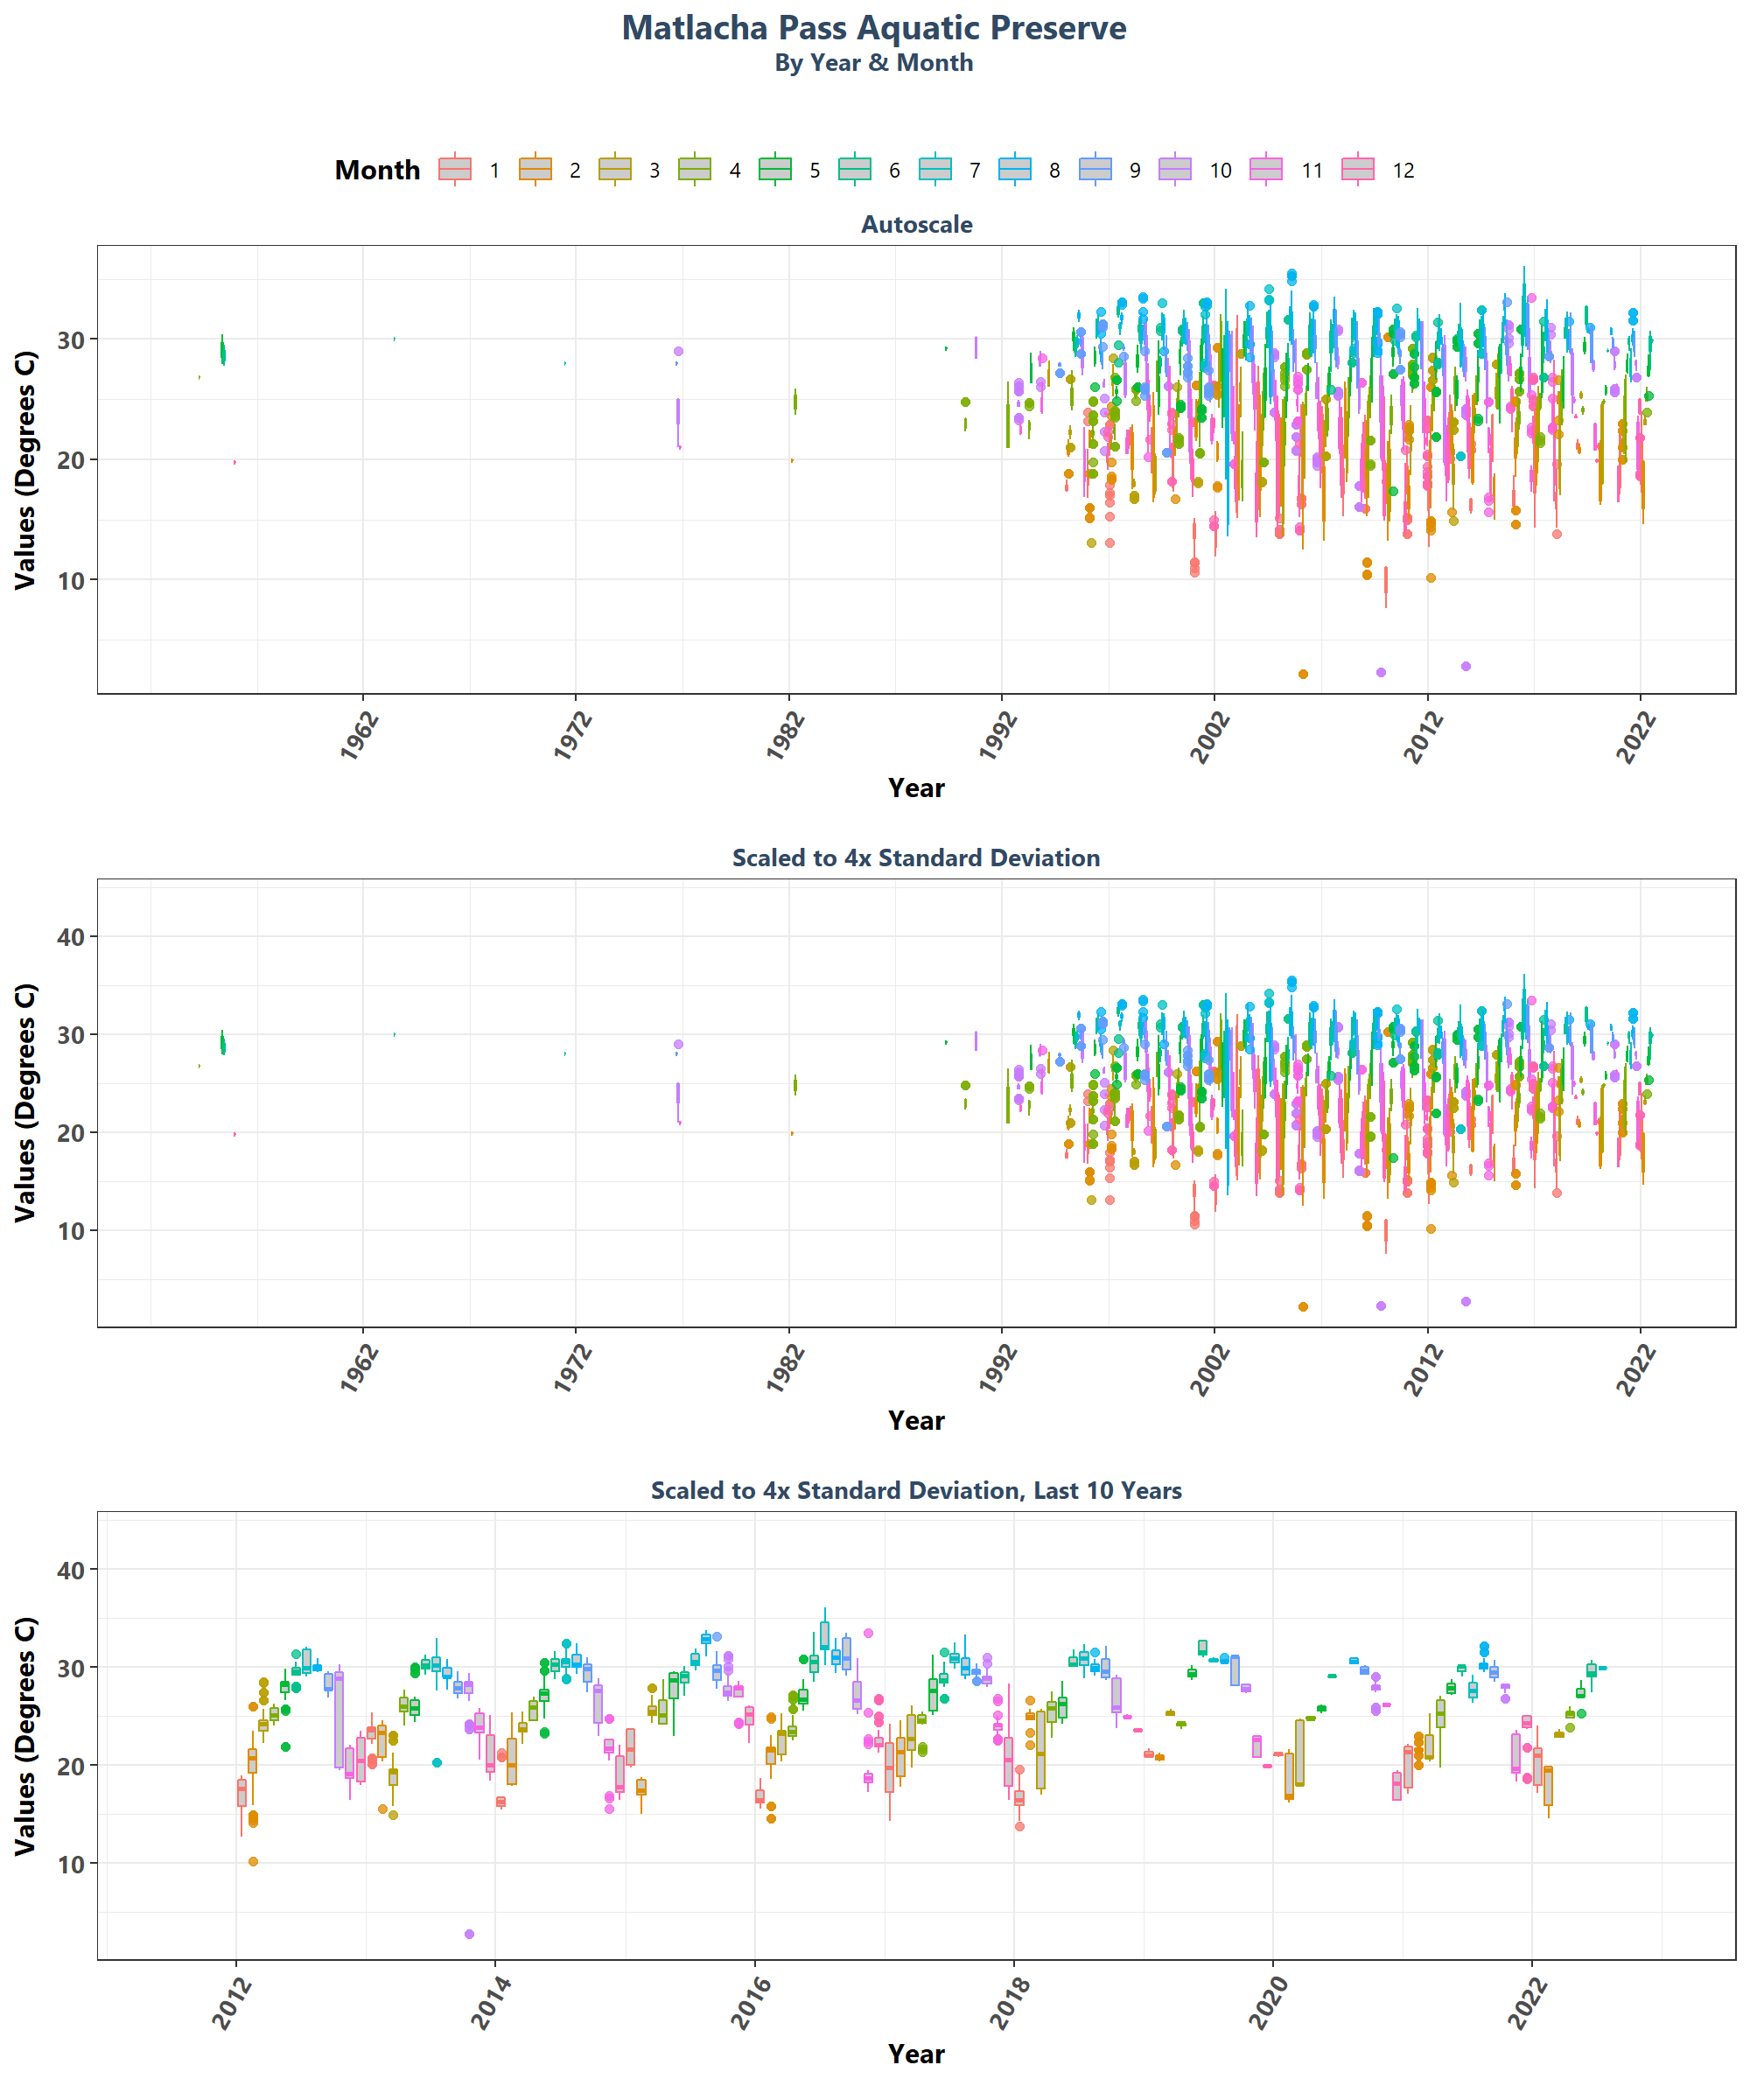 Matlacha Pass Aquatic Preserve
By Year & Month
Month 1 2 3 4 5 6 7 8 9 10 11 12
Autoscale
Values (Degrees C)
30
20
10
1962 1972 1982 1992 2002 2012 2022
Year
Scaled to 4x Standard Deviation
Values (Degrees C)
40
30
20
10
1962 1972 1982 1992 2002 2012 2022
Year
Scaled to 4x Standard Deviation, Last 10 Years
Values (Degrees C)
40
30
20
10
2012 2014 2016 2018 2020 2022
Year